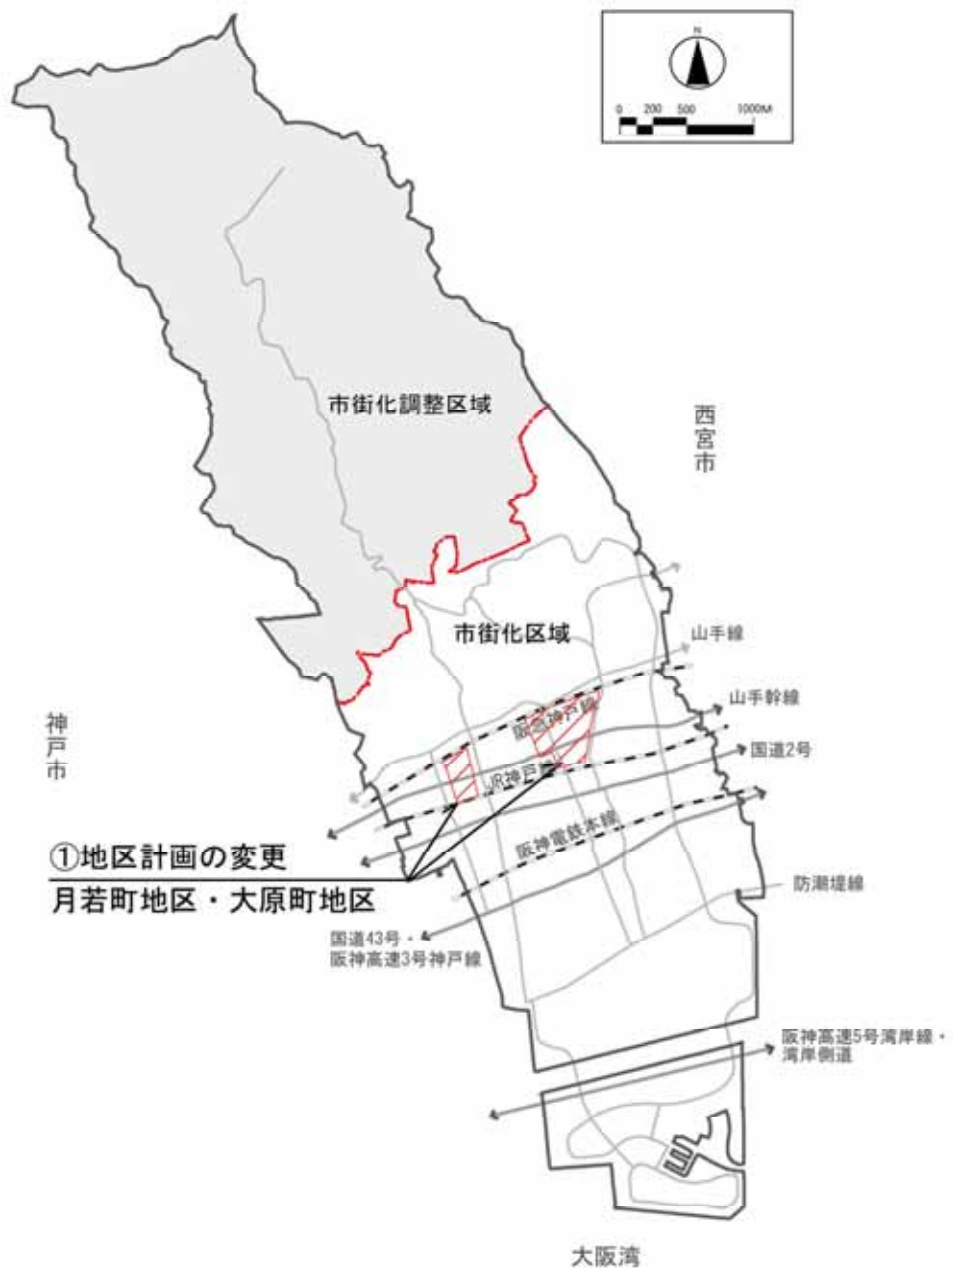 N
0 200 500 1000M
市街化調整区域
西宮市
市街化区域
山手線
山手幹線
神戸市
阪急神戸線
国道2号
JR神戸線
阪神電鉄本線
①地区計画の変更
月若町地区・大原町地区
防潮堤線
国道43号・
阪神高速3号神戸線
阪神高速5号湾岸線・
湾岸側道
大阪湾